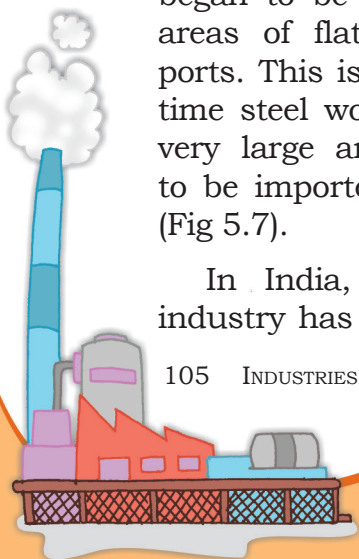 began to be
areas of flat
ports. This is
time steel wo
very large ar
to be importe
(Fig 5.7).
In India,
industry has
105 INDUSTRIES